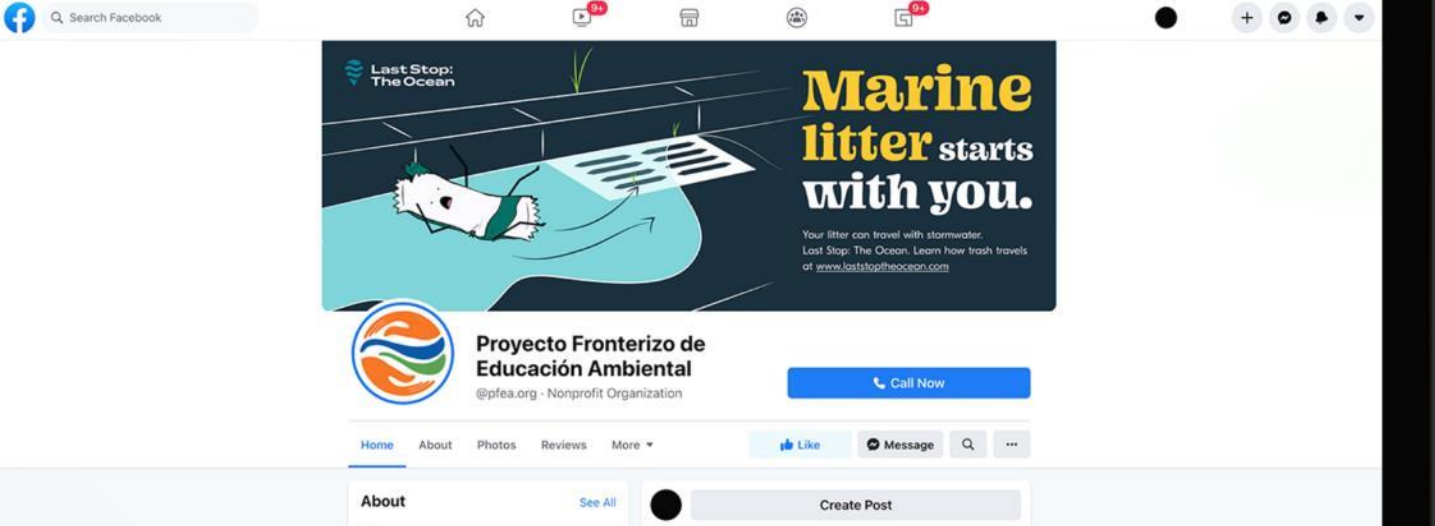 Search Facebook
9+
9+
Last Stop:
The Ocean
Marine
litter starts
with you.
Your litter can travel with stormwater.
Last Stop: The Ocean. Learn how trash travels
at www.laststoptheocean.com
Proyecto Fronterizo de
Educación Ambiental
@pfea.org · Nonprofit Organization
Call Now
Home About Photos Reviews More
Like Message ...
About See All
Create Post